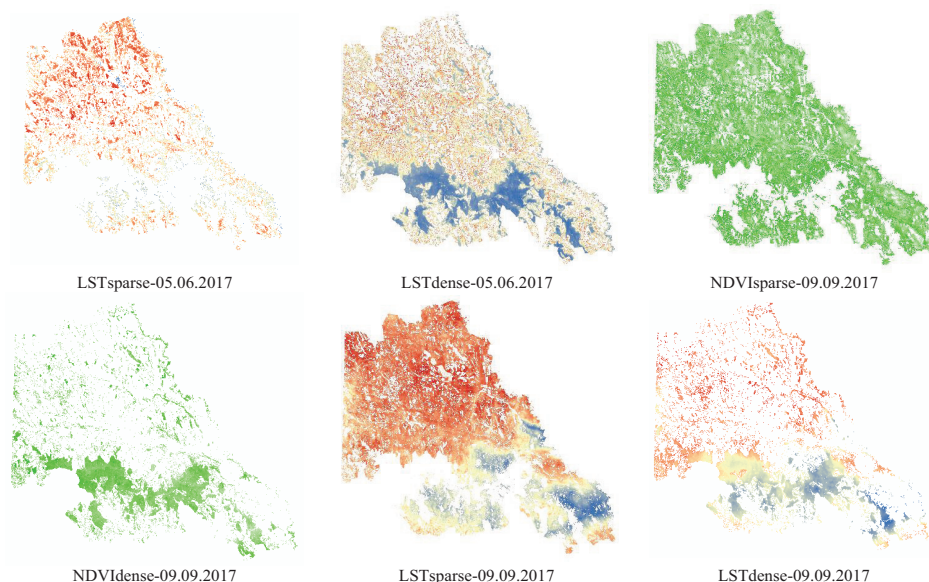 LSTsparse-05.06.2017
LSTdense-05.06.2017
NDVIsparse-09.09.2017
NDVIdense-09.09.2017
LSTsparse-09.09.2017
LSTdense-09.09.2017